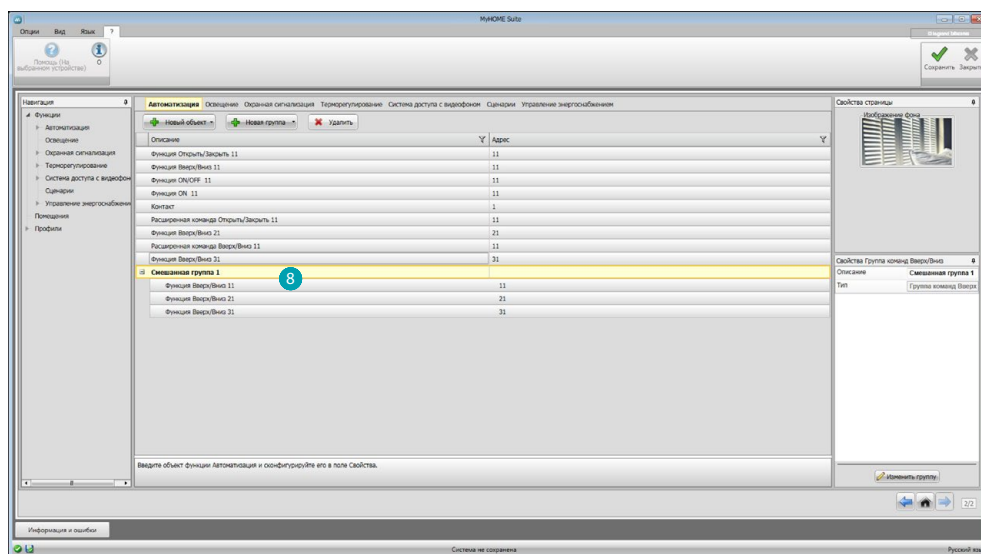 MyHOME Suite
Опции Вид Язык ?
Помощь (На выбранном устройстве)
0
Сохранить Закрыть
Навигация
Функции
Автоматизация
Освещение
Охранная сигнализация
Терморегулирование
Система доступа с видеофон
Сценарии
Управление энергоснабжени
Помещения
Профили
Автоматизация Освещение Охранная сигнализация Терморегулирование Система доступа с видеофоном Сценарии Управление энергоснабжением
Новый объект Новая группа Удалить
Описание Адрес
Функция Открыть/Закрыть 11 11
Функция Вверх/Вниз 11 11
Функция ON/OFF 11 11
Функция ON 11 11
Контакт 1
Расширенная команда Открыть/Закрыть 11 11
Функция Вверх/Вниз 21 21
Расширенная команда Вверх/Вниз 11 11
Функция Вверх/Вниз 31 31
Смешанная группа 1
8
Функция Вверх/Вниз 11 11
Функция Вверх/Вниз 21 21
Функция Вверх/Вниз 31 31
Введите объект функции Автоматизация и сконфигурируйте его в поле Свойства.
Свойства страницы
Изображение фона
Свойства Группа команд Вверх/Вниз
Описание Смешанная группа 1
Тип Группа команд Вверх
Изменить группу
2/2
Информация и ошибки
Система не сохранена
Русский язы